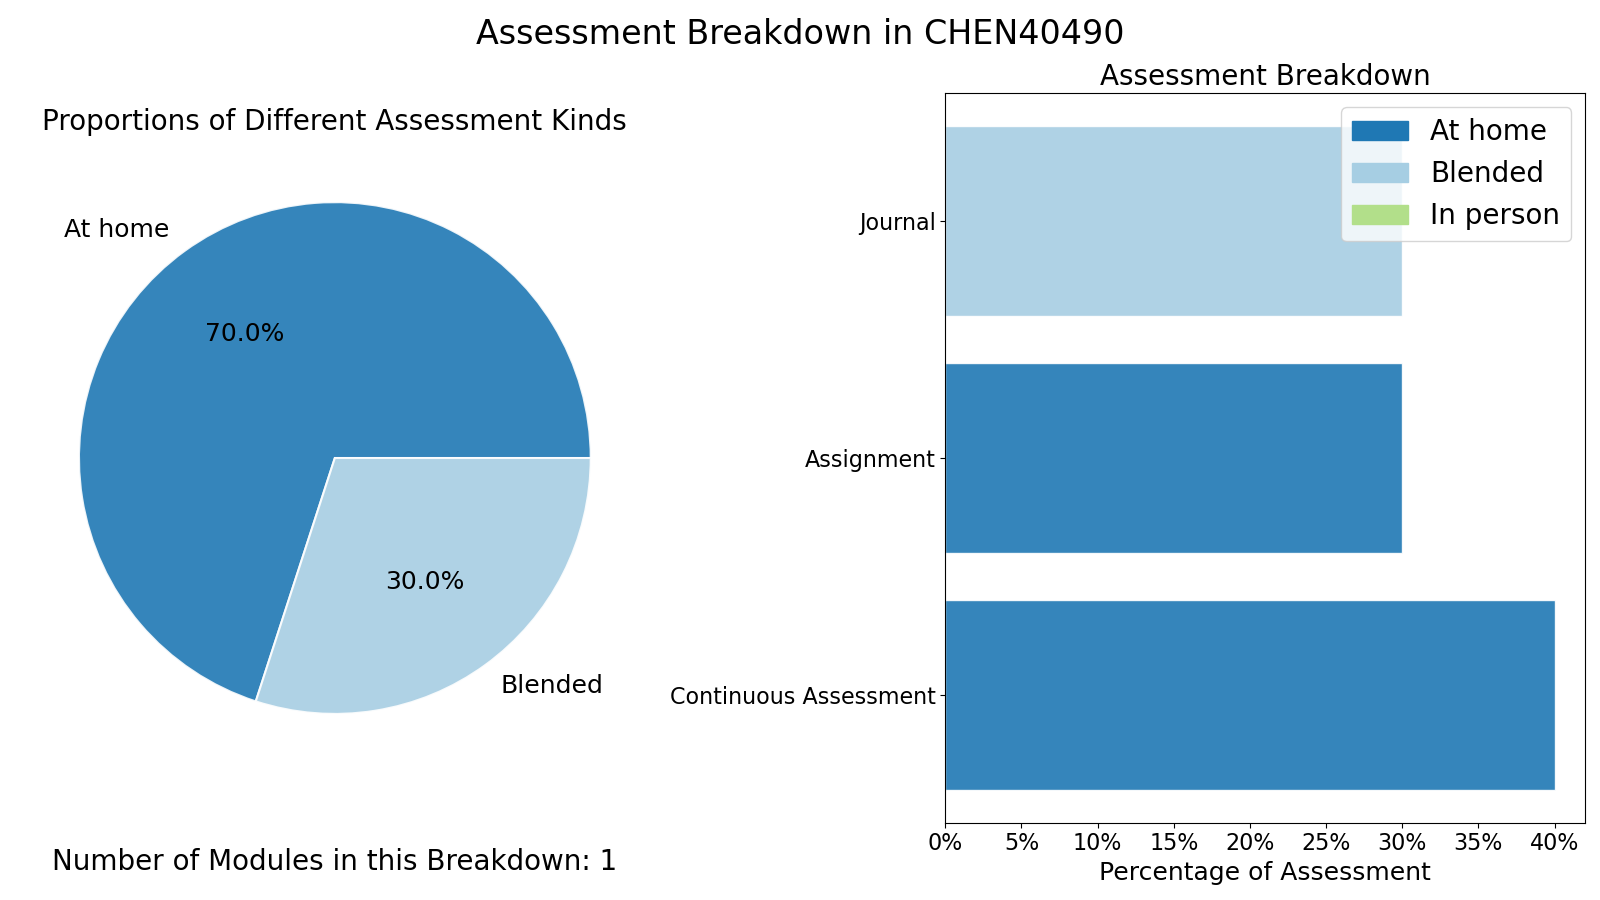 Assessment Breakdown in CHEN40490
Proportions of Different Assessment Kinds
At home
70.0%
30.0%
Blended
Number of Modules in this Breakdown: 1
Assessment Breakdown
At home
Blended
In person
Journal
Assignment
Continuous Assessment
0% 5% 10% 15% 20% 25% 30% 35% 40%
Percentage of Assessment